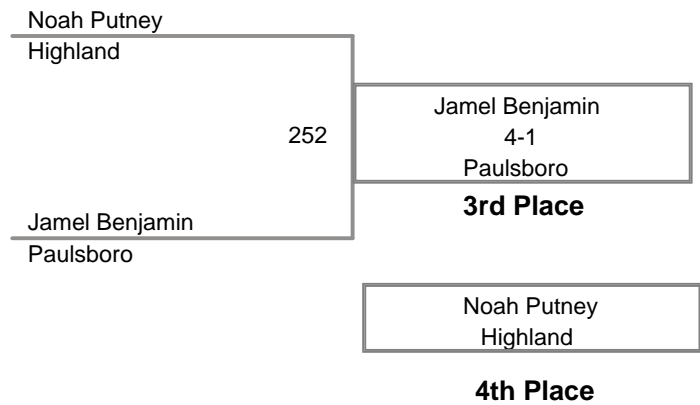 Noah Putney
Highland
252
Jamel Benjamin
4-1
Paulsboro
3rd Place
Jamel Benjamin
Paulsboro
Noah Putney
Highland
4th Place